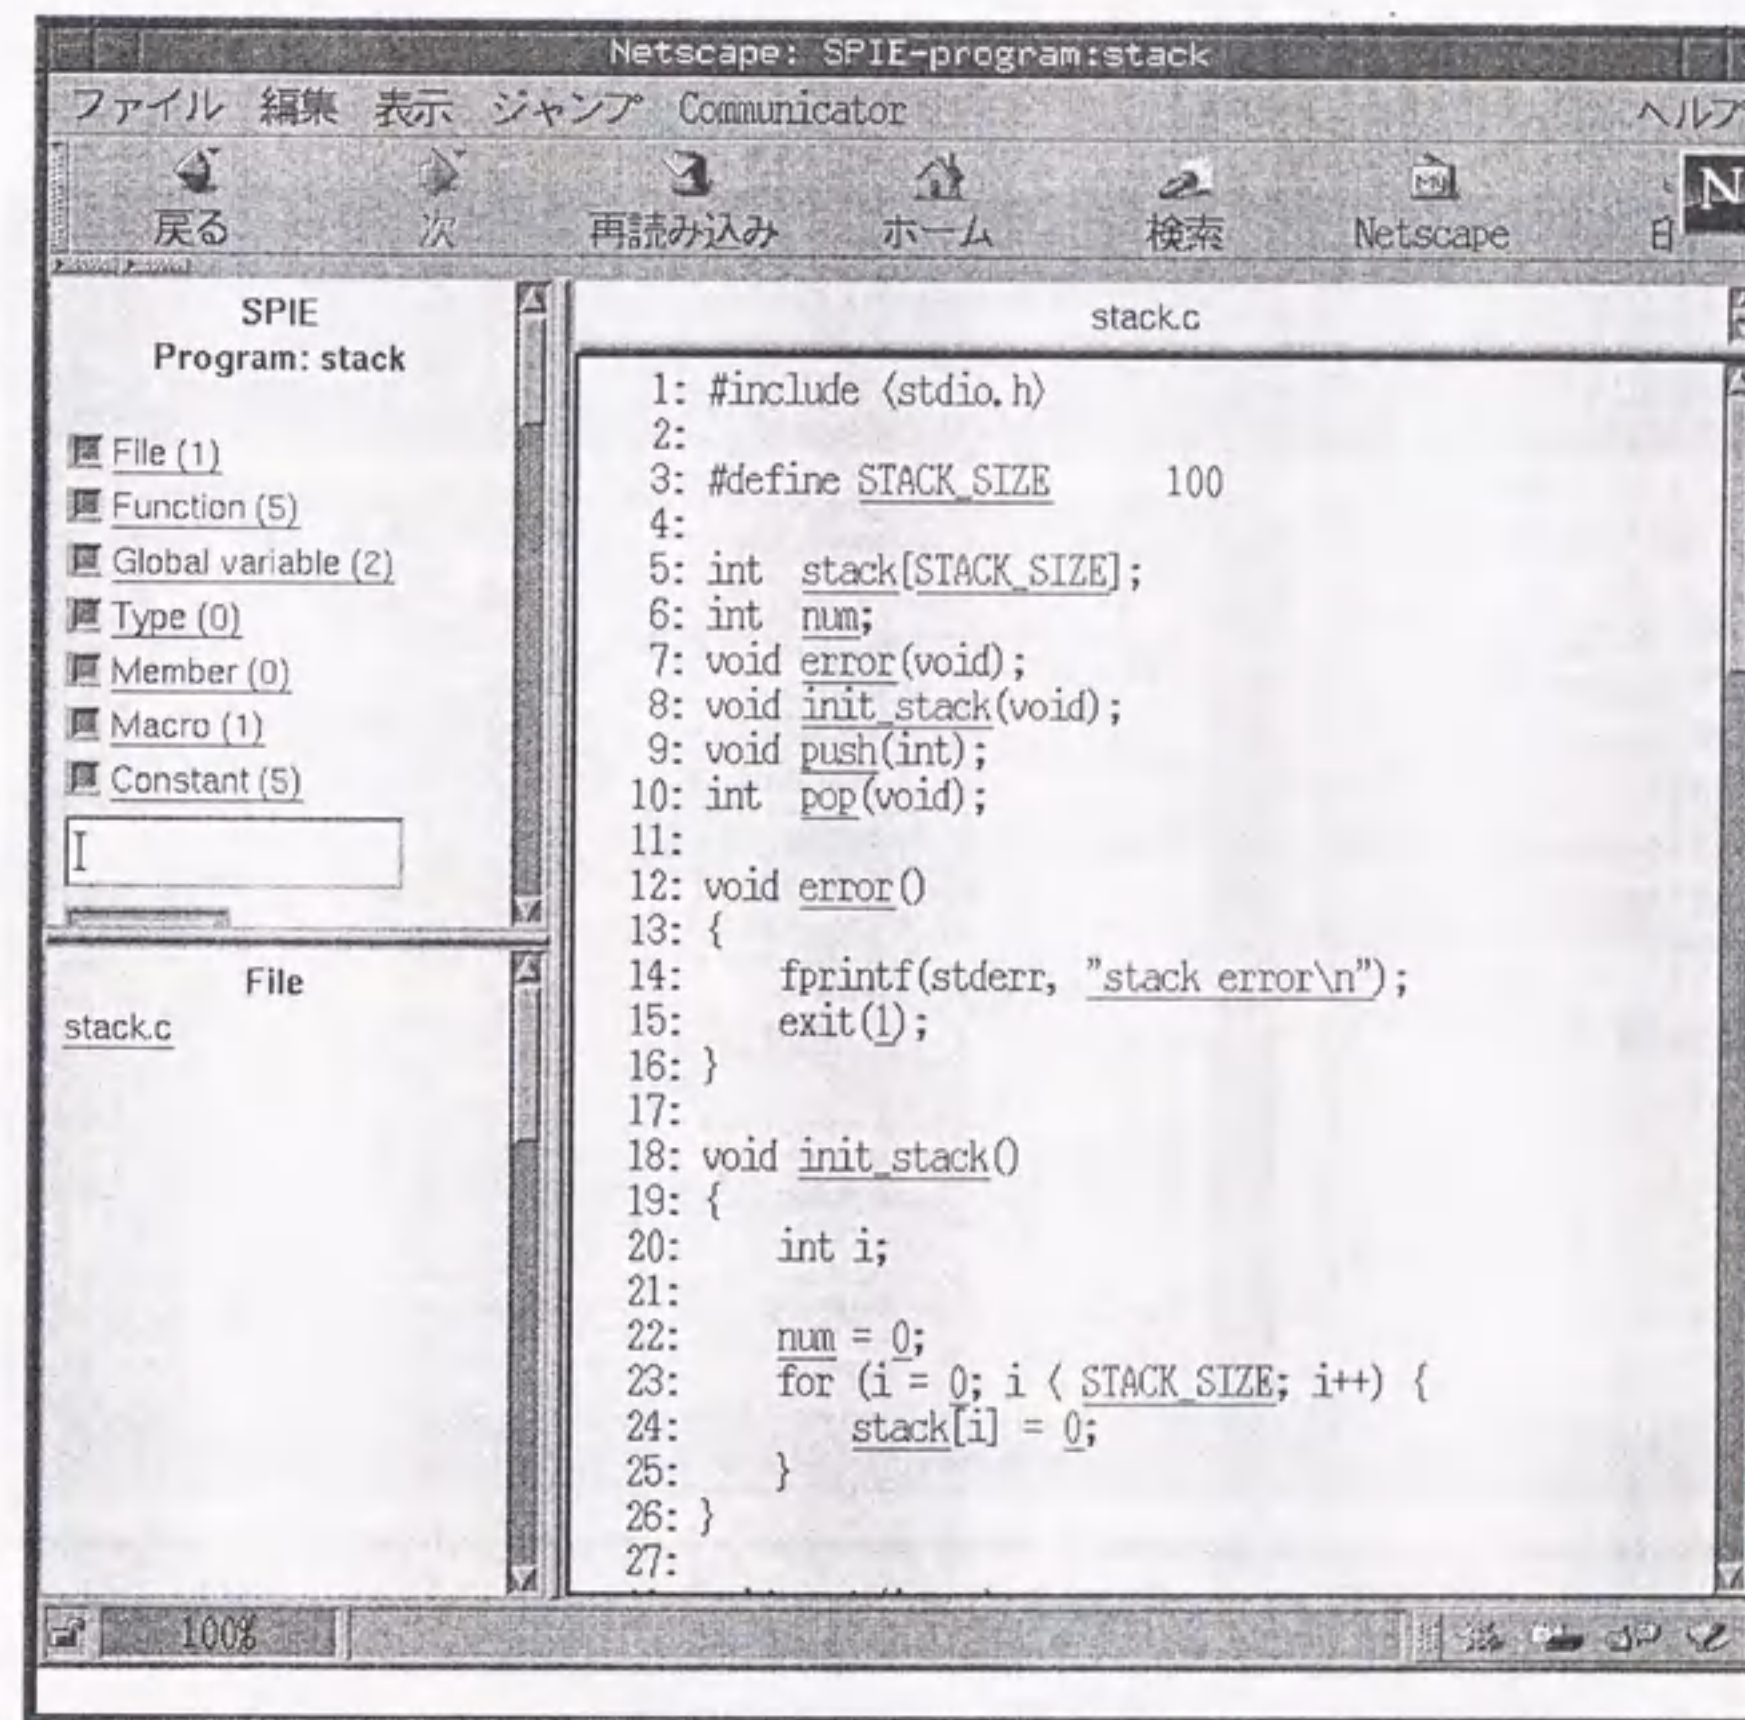 Netscape: SPIE-program:stack
ファイル 編集 表示 ジャンプ Communicator ヘルプ
戻る 次 再読み込み ホーム 検索 Netscape
My
N
SPIE
Program: stack
File (1)
Function (5)
Global variable (2)
Type (0)
Member (0)
Macro (1)
Constant (5)
File
stack.c
stack.c
1: #include <stdio.h>
2:
3: #define STACK_SIZE 100
4:
5: int stack[STACK_SIZE];
6: int num;
7: void error(void);
8: void init_stack(void);
9: void push(int);
10: int pop(void);
11:
12: void error()
13: {
14: fprintf(stderr, "stack error\n");
15: exit(1);
16: }
17:
18: void init_stack()
19: {
20: int i;
21:
22: num = 0;
23: for (i = 0; i < STACK_SIZE; i++) {
24: stack[i] = 0;
25: }
26: }
27:
100%